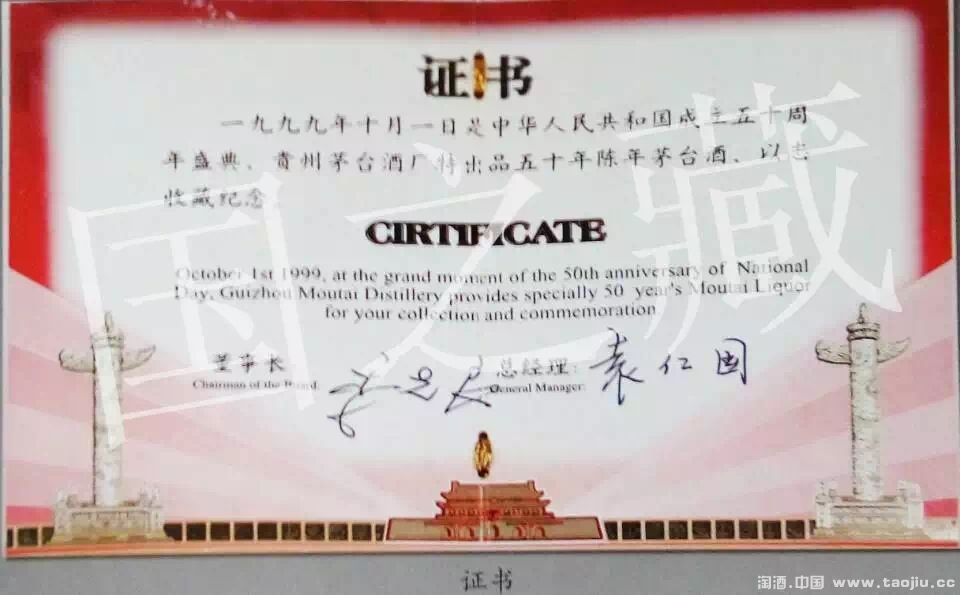 证书
一九九九年十月一日是中华人民共和国成立五十周
年盛典、贵州茅台酒厂特出品五十年陈年茅台酒、以志
收藏纪念.
CIRTIFICATE
October 1st 1999, at the grand moment of the 50th anniversary of National
Day, Guizhou Moutai Distillery provides specially 50 year's Moutai Liquor
for your collection and commemoration
董事长 总经理: 袁仁国
Chairman of the Board General Manager:
国之藏
证书
淘酒.中国 www.taojiu.cc